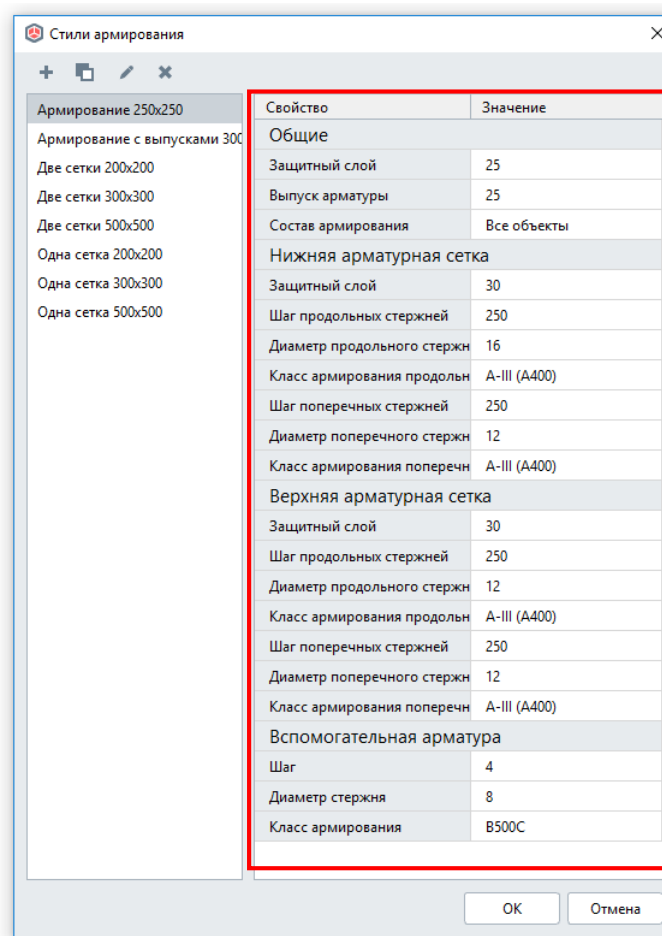 Стили армирования
Армирование 250x250
Армирование с выпусками 300
Две сетки 200x200
Две сетки 300x300
Две сетки 500x500
Одна сетка 200x200
Одна сетка 300x300
Одна сетка 500x500
Свойство Значение
Общие
Защитный слой 25
Выпуск арматуры 25
Состав армирования Все объекты
Нижняя арматурная сетка
Защитный слой 30
Шаг продольных стержней 250
Диаметр продольного стержн 16
Класс армирования продольн A-III (A400)
Шаг поперечных стержней 250
Диаметр поперечного стержн 12
Класс армирования поперечн A-III (A400)
Верхняя арматурная сетка
Защитный слой 30
Шаг продольных стержней 250
Диаметр продольного стержн 12
Класс армирования продольн A-III (A400)
Шаг поперечных стержней 250
Диаметр поперечного стержн 12
Класс армирования поперечн A-III (A400)
Вспомогательная арматура
Шаг 4
Диаметр стержня 8
Класс армирования B500C
ОК Отмена